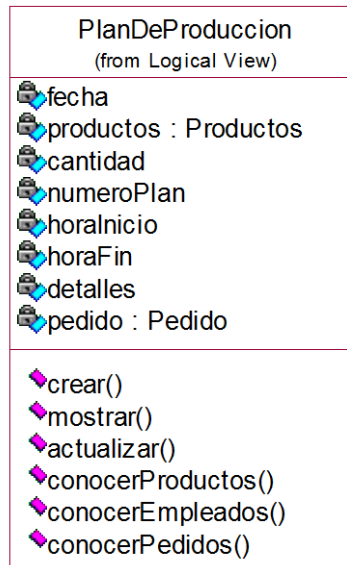 PlanDeProduccion
(from Logical View)
fecha
productos : Productos
cantidad
numeroPlan
horaInicio
horaFin
detalles
pedido : Pedido
crear()
mostrar()
actualizar()
conocerProductos()
conocerEmpleados()
conocerPedidos()